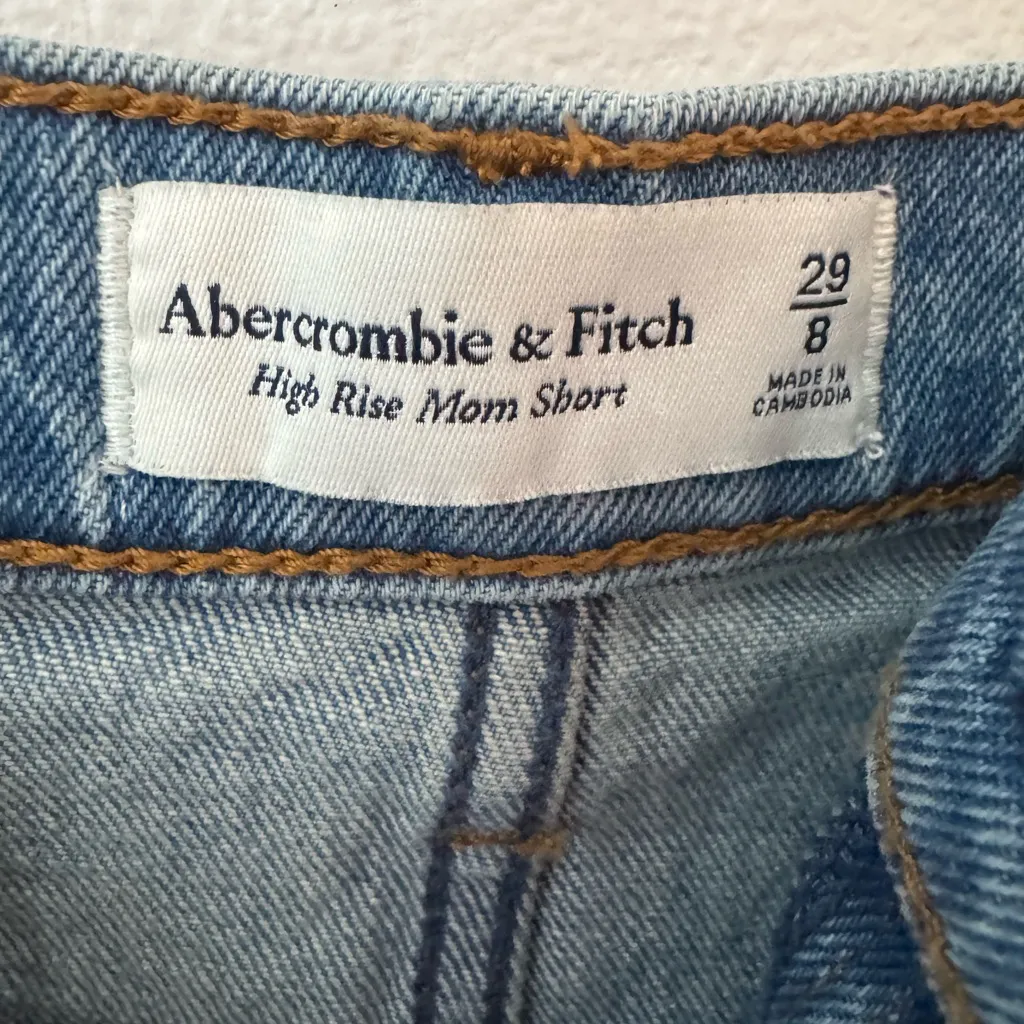 Abercrombie & Fitch
High Rise Mom Short
29
8
MADE IN
CAMBODIA